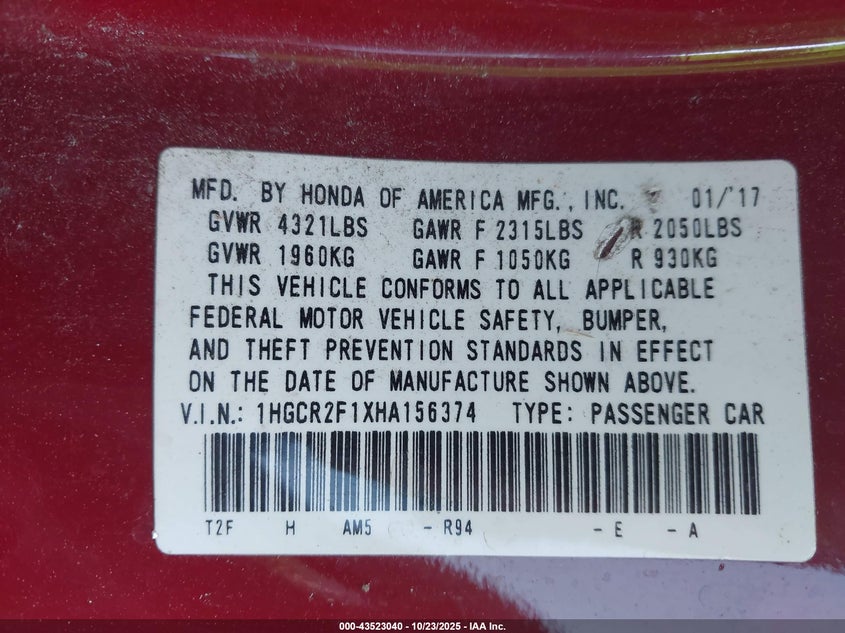 MFD. BY HONDA OF AMERICA MFG., INC. 01/'17
GVWR 4321LBS GAWR F 2315LBS R 2050LBS
GVWR 1960KG GAWR F 1050KG R 930KG
THIS VEHICLE CONFORMS TO ALL APPLICABLE
FEDERAL MOTOR VEHICLE SAFETY, BUMPER,
AND THEFT PREVENTION STANDARDS IN EFFECT
ON THE DATE OF MANUFACTURE SHOWN ABOVE.
V.I.N.: 1HGCR2F1XHA156374 TYPE: PASSENGER CAR
T2F H AM5 - R94 - E - A
000-43523040 - 10/23/2025 - IAA Inc.